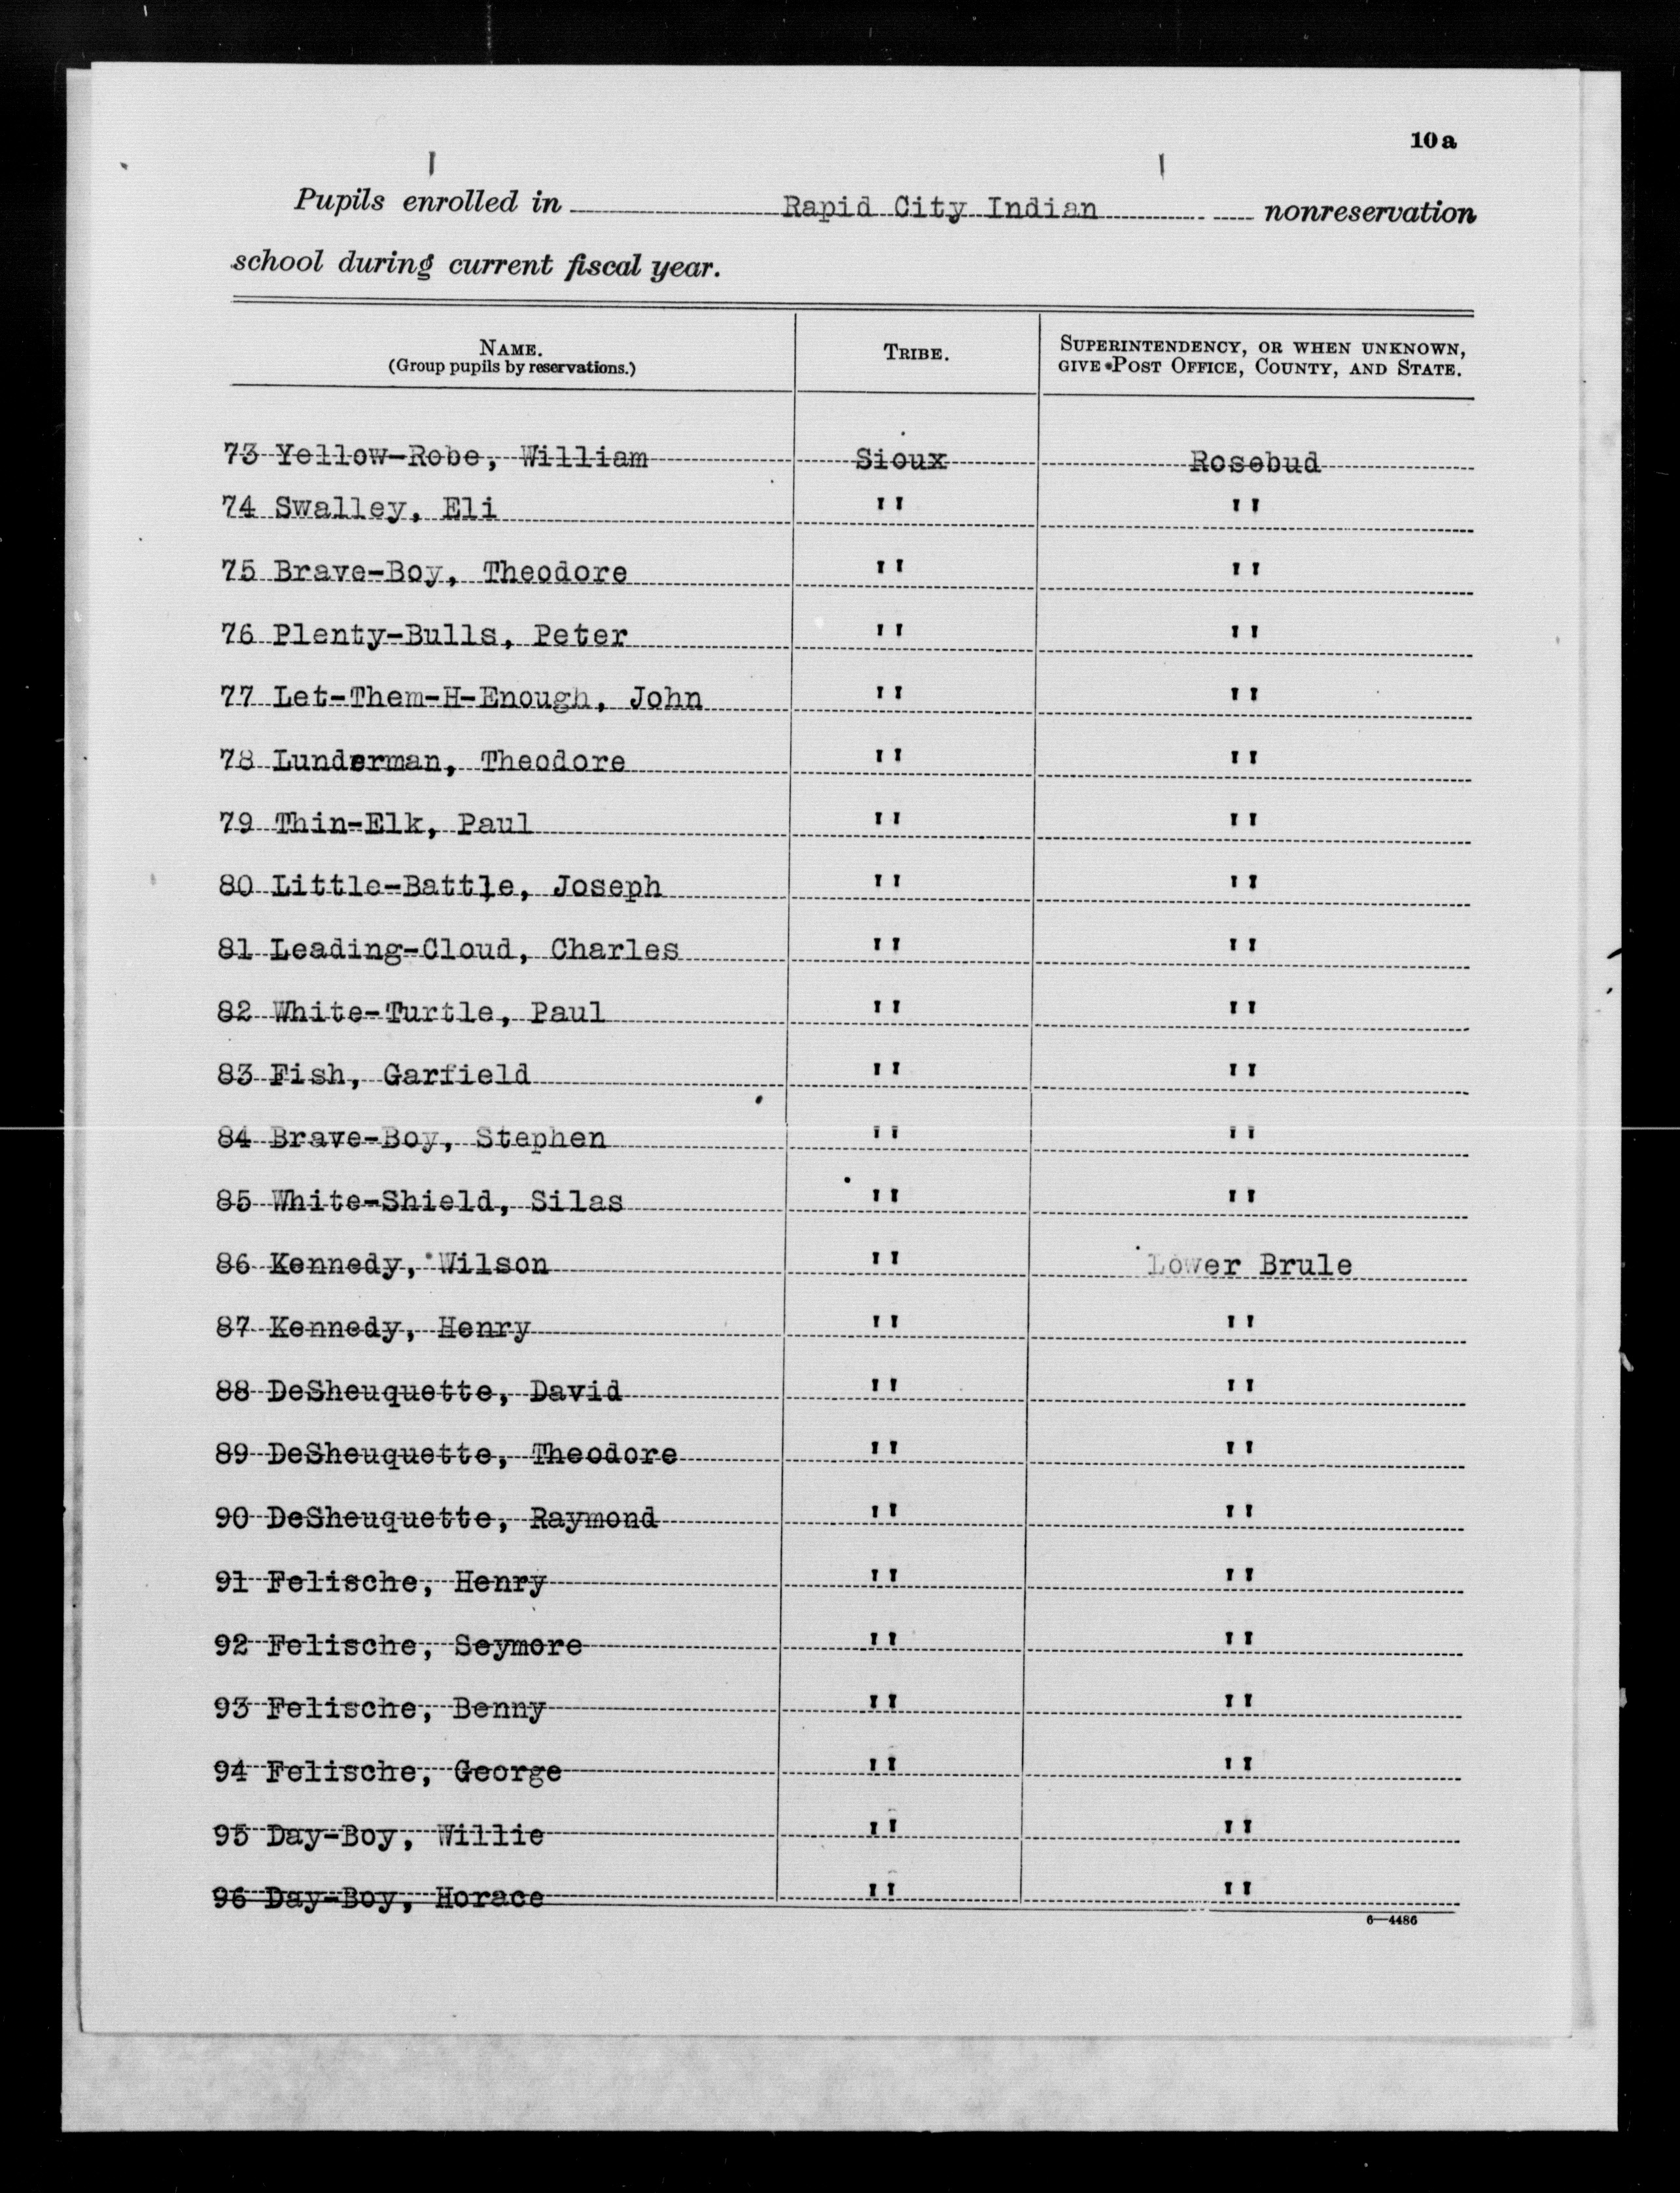 10a
Pupils enrolled in Rapid City Indian nonreservation
school during current fiscal year.
NAME. TRIBE. SUPERINTENDENCY, OR WHEN UNKNOWN,
(Group pupils by reservations.) GIVE POST OFFICE, COUNTY, AND STATE.
73 Yellow-Robe, William Sioux Rosebud
74 Swalley, Eli " "
75 Brave-Boy, Theodore " "
76 Plenty-Bulls, Peter " "
77 Let-Them-H-Enough, John " "
78 Lunderman, Theodore " "
79 Thin-Elk, Paul " "
80 Little-Battle, Joseph " "
81 Leading-Cloud, Charles " "
82 White-Turtle, Paul " "
83 Fish, Garfield " "
84 Brave-Boy, Stephen " "
85 White-Shield, Silas " "
86 Kennedy, Wilson " Lower Brule
87 Kennedy, Henry " "
88 DeSheuquette, David " "
89 DeSheuquette, Theodore " "
90 DeSheuquette, Raymond " "
91 Felische, Henry " "
92 Felische, Seymore " "
93 Felische, Benny " "
94 Felische, George " "
95 Day-Boy, Willie " "
96 Day-Boy, Horace " "
6—4486